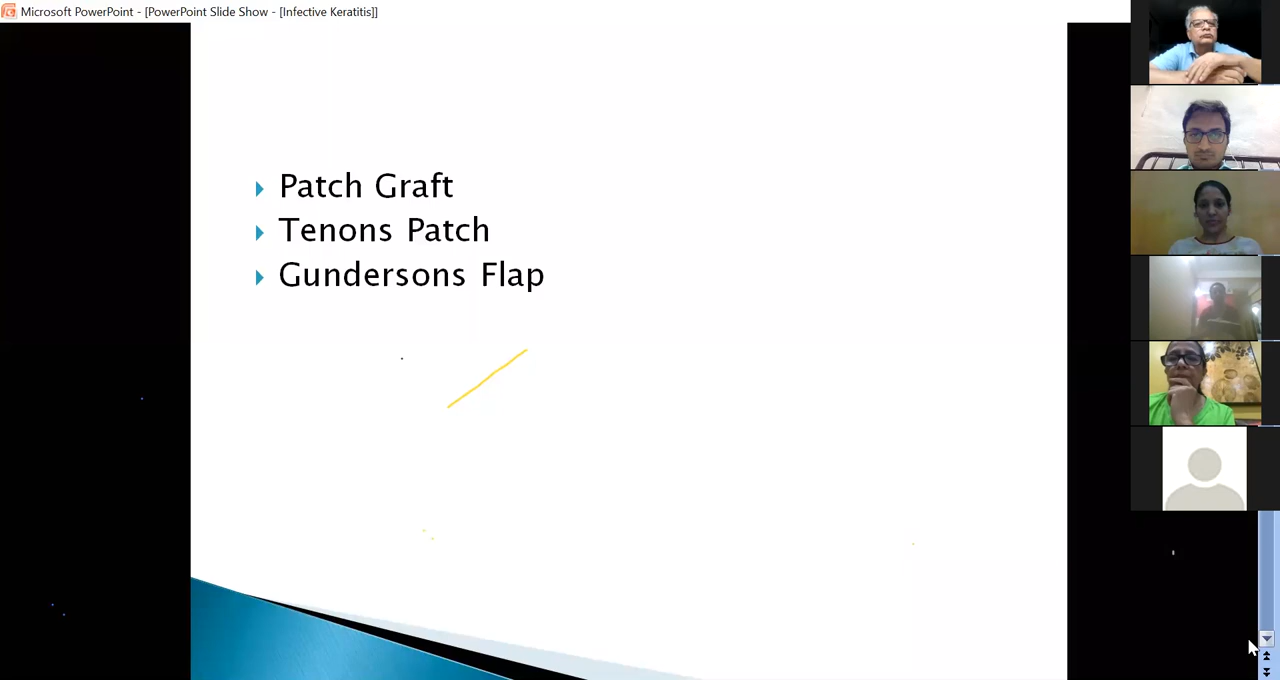 Microsoft PowerPoint - [PowerPoint Slide Show - [Infective Keratitis]]
Patch Graft
Tenons Patch
Gundersons Flap